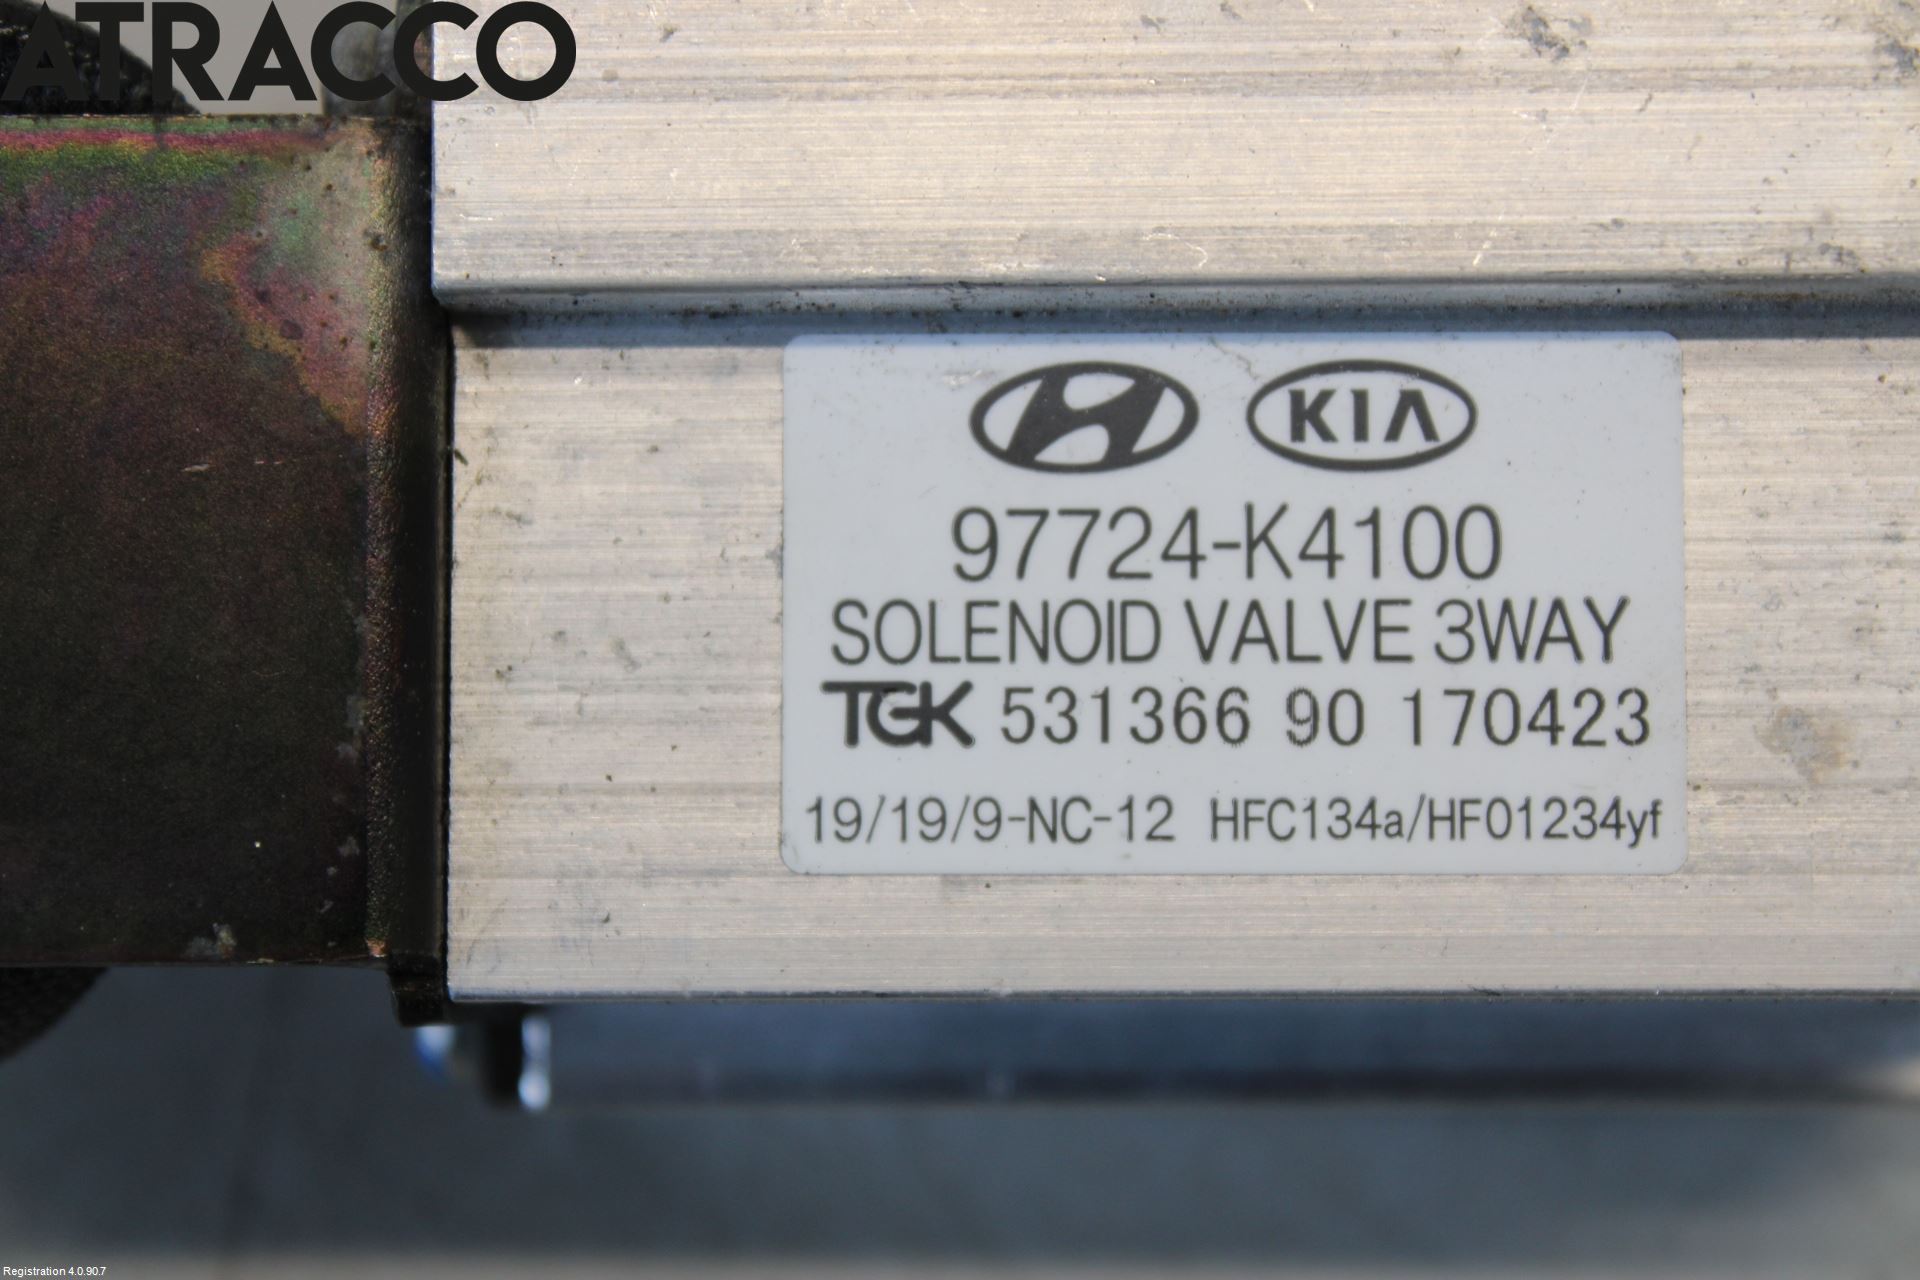 ATRACCO
KIA
97724-K4100
SOLENOID VALVE 3WAY
TGK 531366 90 170423
19/19/9-NC-12 HFC134a/HF01234yf
Registration 4.0.90.7